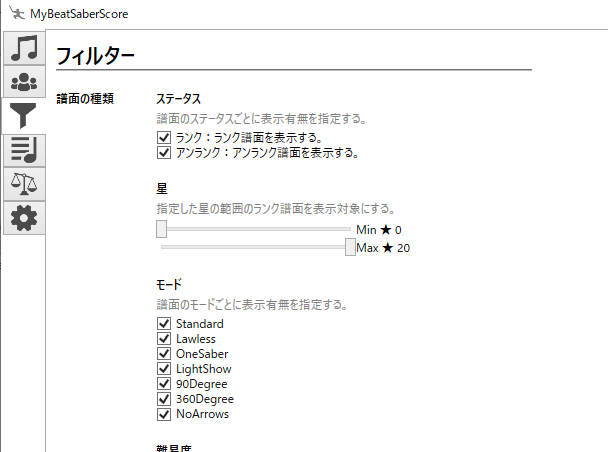 MyBeatSaberScore
フィルター
譜面の種類
ステータス
譜面のステータスごとに表示有無を指定する。
ランク：ランク譜面を表示する。
アンランク：アンランク譜面を表示する。
星
指定した星の範囲のランク譜面を表示対象にする。
Min ★ 0
Max ★ 20
モード
譜面のモードごとに表示有無を指定する。
Standard
Lawless
OneSaber
LightShow
90Degree
360Degree
NoArrows
難易度